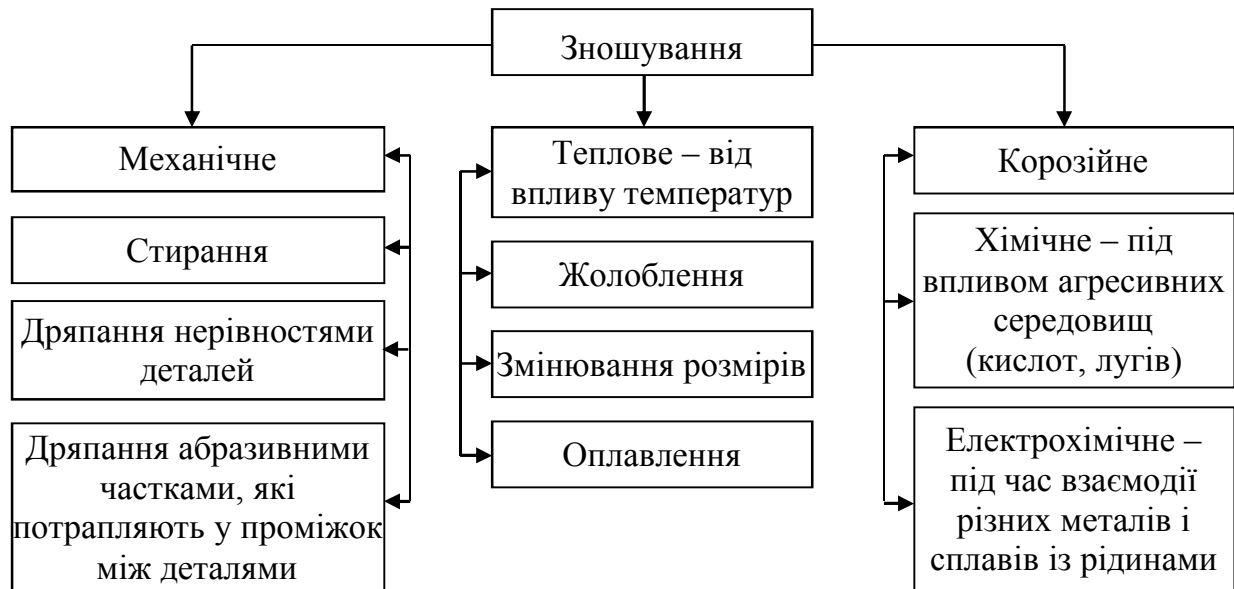 Зношування
Механічне
Стирання
Дряпання нерівностями
деталей
Дряпання абразивними
частками, які
потрапляють у проміжок
між деталями
Теплове – від
впливу температур
Жолоблення
Змінювання розмірів
Оплавлення
Корозійне
Хімічне – під
впливом агресивних
середовищ
(кислот, лугів)
Електрохімічне –
під час взаємодії
різних металів і
сплавів із рідинами